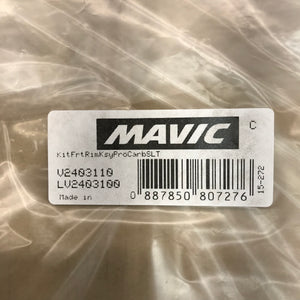 MAVIC
C
KitFrtRimKsyProCarbSLT
V2403110
LV2403100
Made in
0 887850 807276
15-272